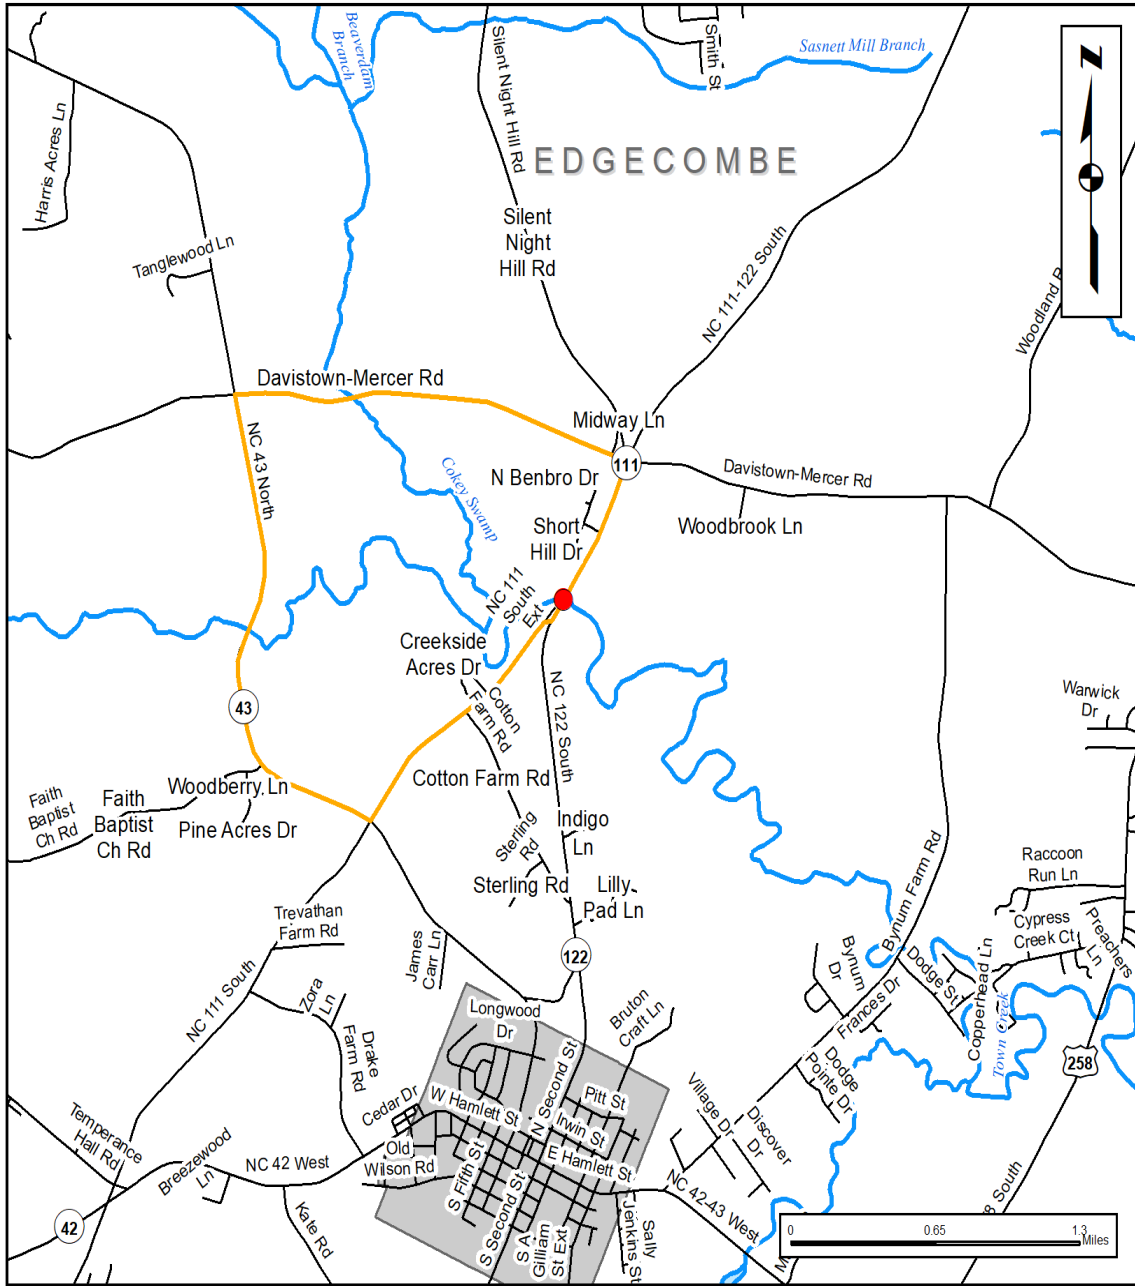 Beaverdam
Branch
Silent Night Hill Rd
Smith St
Sasnett Mill Branch
N
Harris Acres Ln
EDGECOMBE
Silent
Night
Hill Rd
Tanglewood Ln
NC 111-122 South
Woodland
Davistown-Mercer Rd
Midway Ln
NC 43 North
111
Cokey Swamp
N Benbro Dr
Davistown-Mercer Rd
Short
Hill Dr
Woodbrook Ln
NC 111
South
Ext
Creekside
Acres Dr
NC 122 South
Cotton
Farm Rd
Warwick
Dr
43
Woodberry Ln
Cotton Farm Rd
Faith
Baptist
Ch Rd
Faith
Baptist
Ch Rd
Pine Acres Dr
Indigo
Ln
Sterling
Rd
Bynum Farm Rd
Raccoon
Run Ln
Sterling Rd
Lilly
Pad Ln
Trevathan
Farm Rd
Cypress
Creek Ct
Preachers
Ln
James
Carr Ln
122
Bynum
Dr
Dodge St
Copperhead Ln
NC 111 South
Zora
Ln
Longwood
Dr
Bruton
Craft Ln
Frances Dr
Town Creek
Drake
Farm Rd
N Second St
258
Dodge
Pointe Dr
Cedar Dr
W Hamlett St
Pitt St
Irwin St
Village Dr
Discover
Dr
Temperance
Hall Rd
Breezewood
Ln
NC 42 West
Old
Wilson Rd
E Hamlett St
S Fifth St
NC 42-43 West
8 South
42
Kate Rd
S Second St
S A
Gilliam
St Ext
Sally
Jenkins St
0
0.65
1.3
Miles